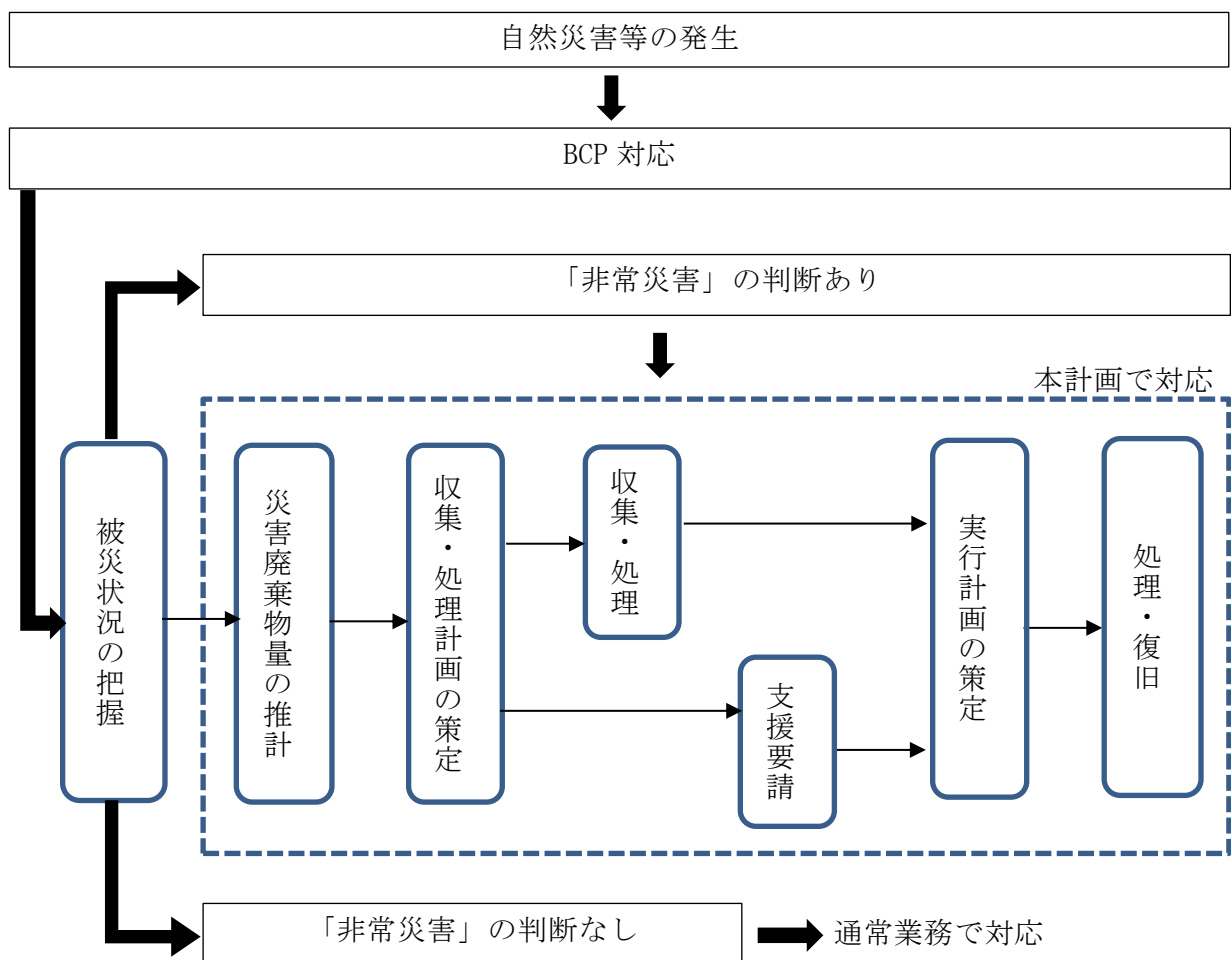 自然災害等の発生
BCP 対応
「非常災害」の判断あり
本計画で対応
被災状況の把握
災害廃棄物量の推計
収集・処理計画の策定
収集・処理
支援要請
実行計画の策定
処理・復旧
「非常災害」の判断なし
通常業務で対応